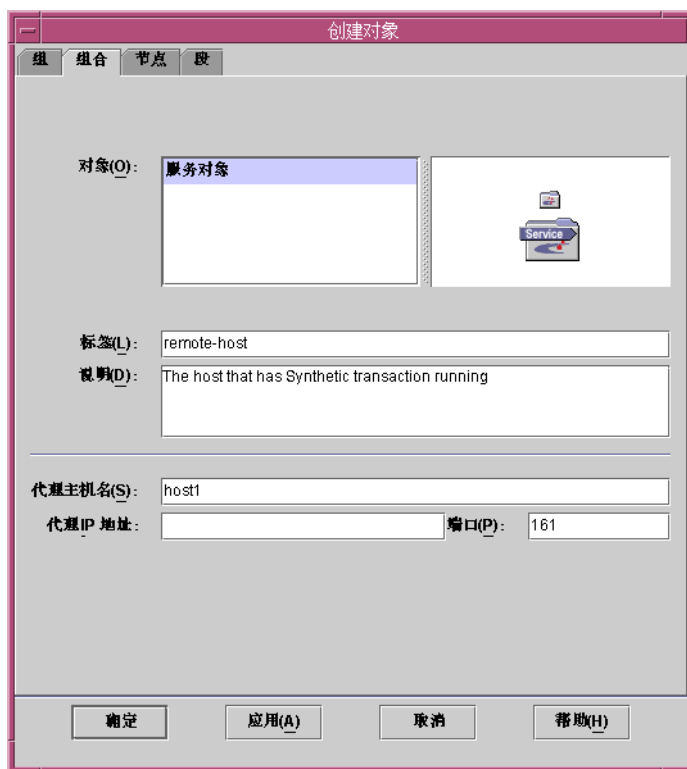 创建对象
组 组合 节点 段
对象(O): 服务对象
Service
标签(L): remote-host
说明(D): The host that has Synthetic transaction running
代理主机名(S): host1
代理IP 地址: 端口(P): 161
确定 应用(A) 取消 帮助(H)